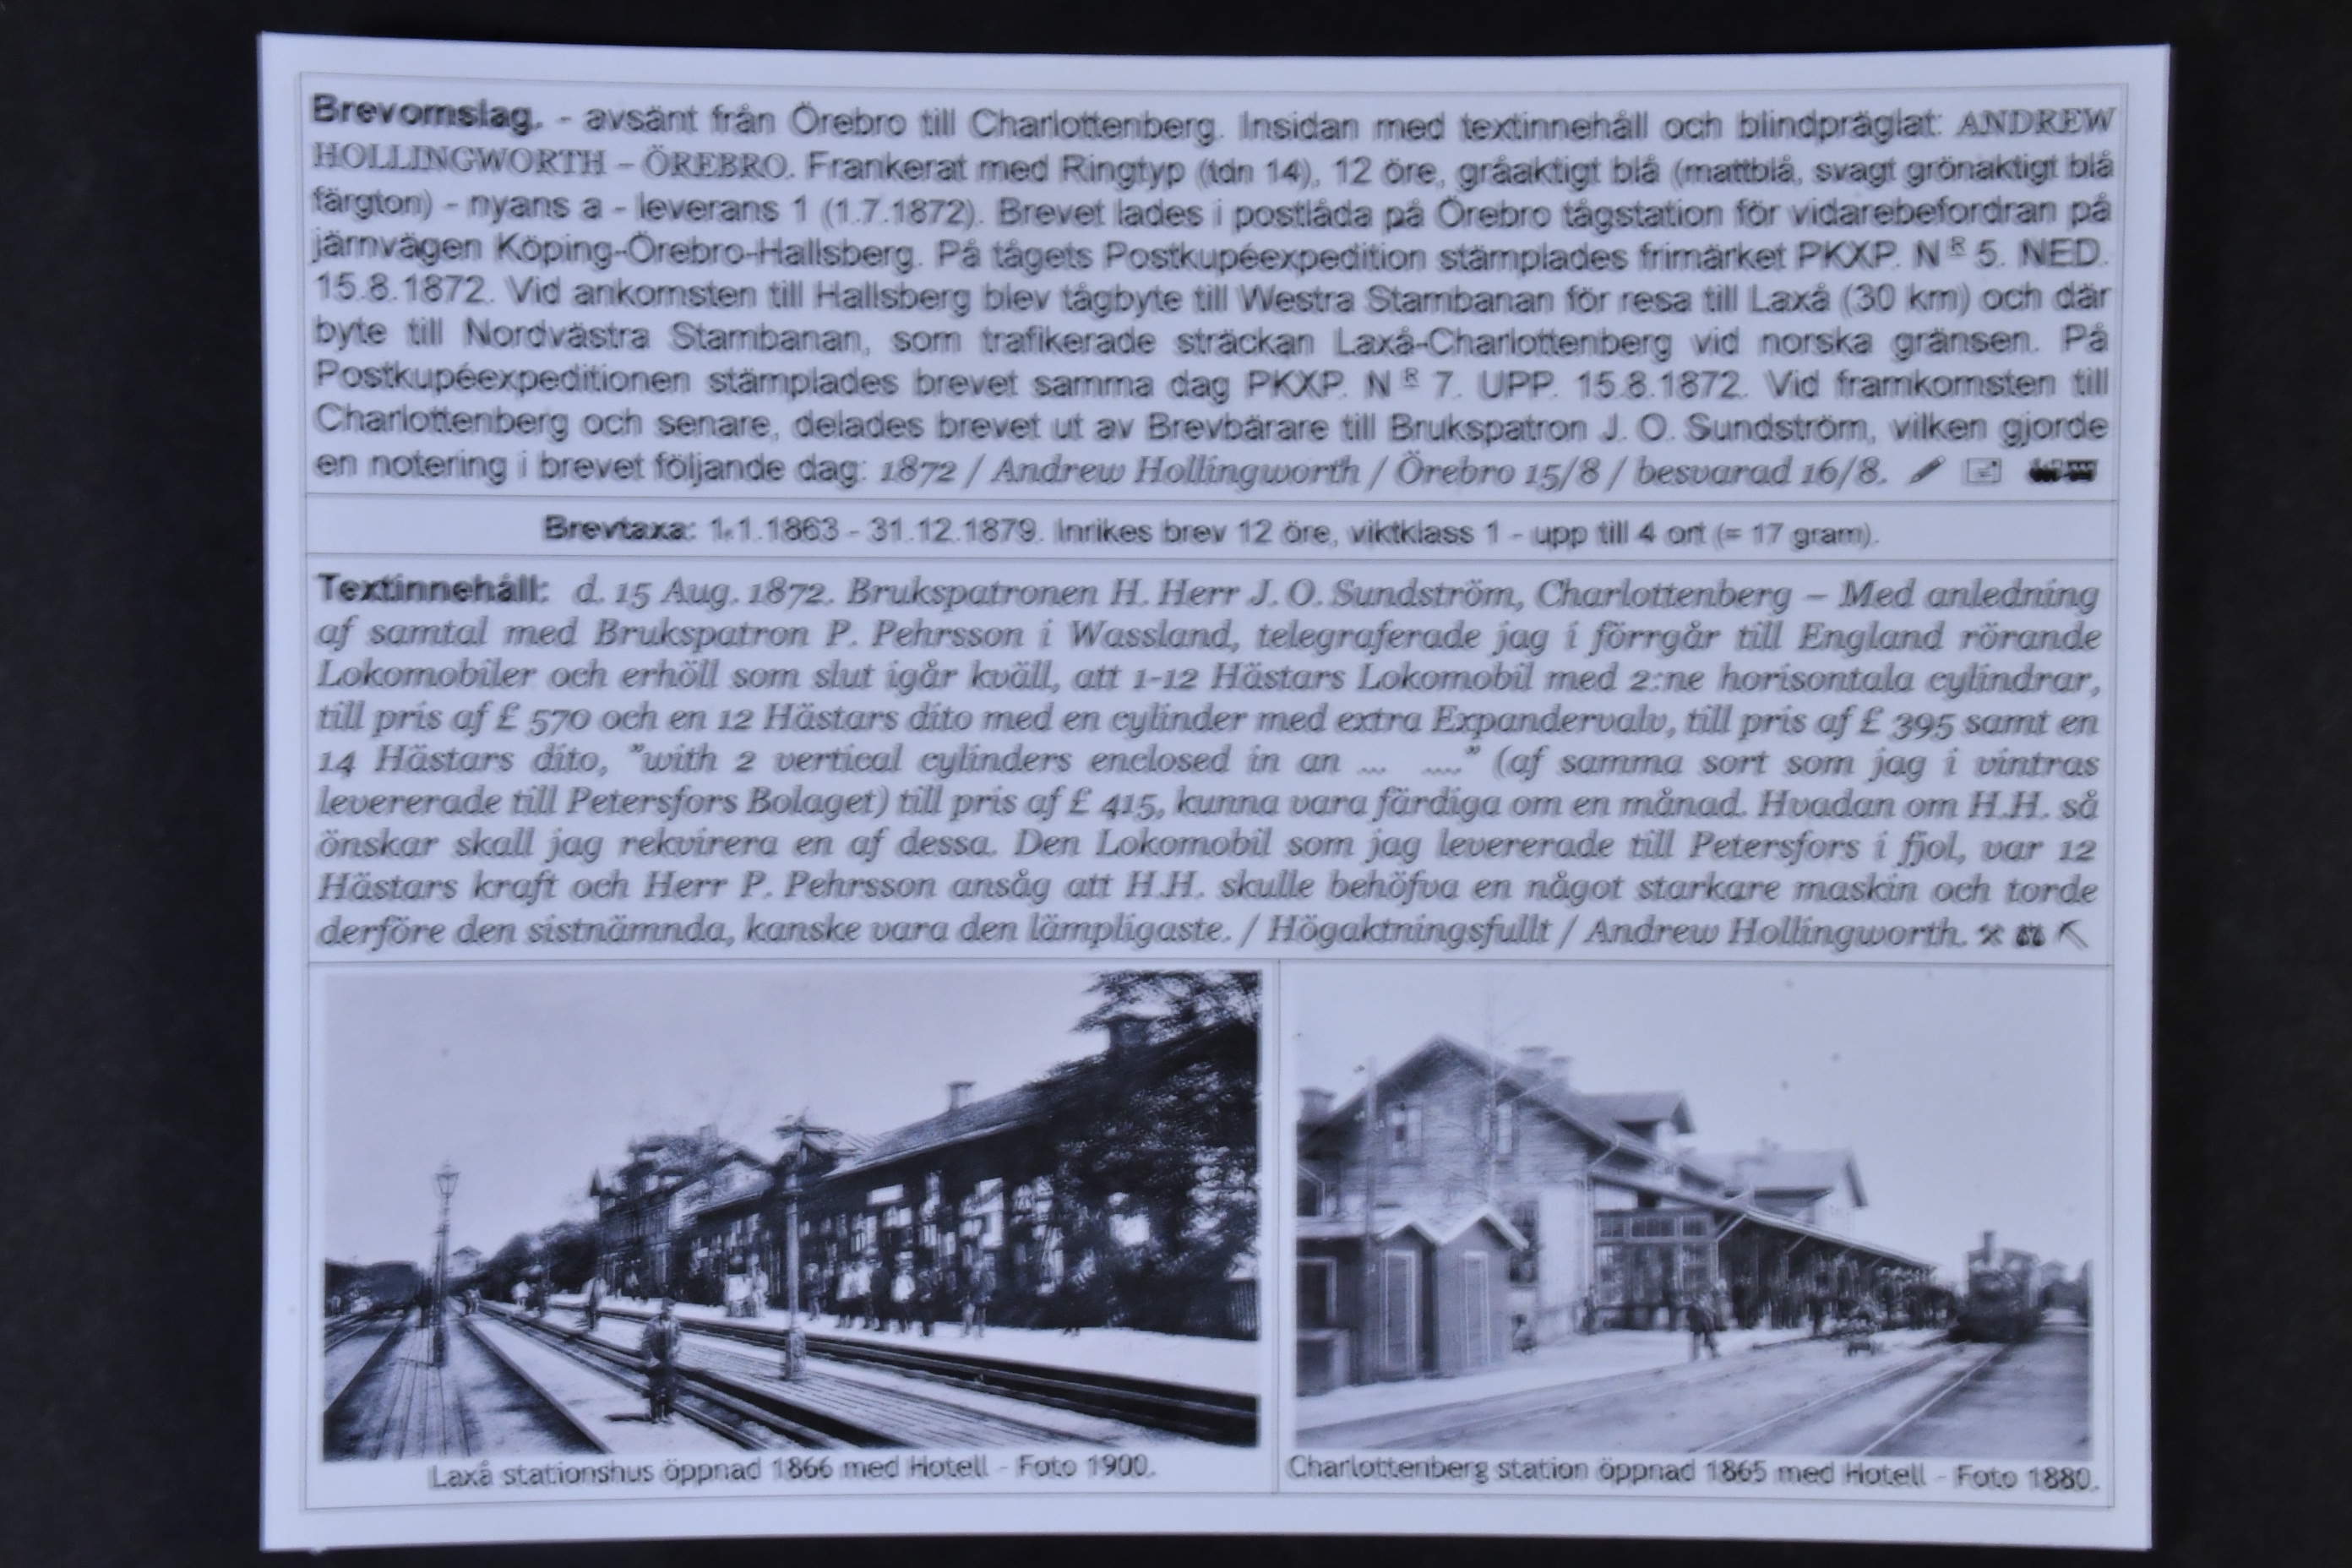 Brevomslag. - avsänt från Örebro till Charlottenberg. Insidan med textinnehåll och blindpräglat: ANDREW
HOLLINGWORTH – ÖREBRO. Frankerat med Ringtyp (tdn 14), 12 öre, gråaktigt blå (mattblå, svagt grönaktigt blå
färgton) - nyans a - leverans 1 (1.7.1872). Brevet lades i postlåda på Örebro tågstation för vidarebefordran på
järnvägen Köping-Örebro-Hallsberg. På tågets Postkupéexpedition stämplades frimärket PKXP. N R 5. NED.
15.8.1872. Vid ankomsten till Hallsberg blev tågbyte till Westra Stambanan för resa till Laxå (30 km) och där
byte till Nordvästra Stambanan, som trafikerade sträckan Laxå-Charlottenberg vid norska gränsen. På
Postkupéexpeditionen stämplades brevet samma dag PKXP. N R 7. UPP. 15.8.1872. Vid framkomsten till
Charlottenberg och senare, delades brevet ut av Brevbärare till Brukspatron J. O. Sundström, vilken gjorde
en notering i brevet följande dag: 1872 / Andrew Hollingworth / Örebro 15/8 / besvarad 16/8.
Brevtaxa: 1.1.1863 - 31.12.1879. Inrikes brev 12 öre, viktklass 1 - upp till 4 ort (= 17 gram).
Textinnehåll: d. 15 Aug. 1872. Brukspatronen H. Herr J. O. Sundström, Charlottenberg – Med anledning
af samtal med Brukspatron P. Pehrsson i Wassland, telegraferade jag i förrgår till England rörande
Lokomobiler och erhöll som slut igår kväll, att 1-12 Hästars Lokomobil med 2:ne horisontala cylindrar,
till pris af £ 570 och en 12 Hästars dito med en cylinder med extra Expandervalv, till pris af £ 395 samt en
14 Hästars dito, ”with 2 vertical cylinders enclosed in an ... ....” (af samma sort som jag i vintras
levererade till Petersfors Bolaget) till pris af £ 415, kunna vara färdiga om en månad. Hvadan om H.H. så
önskar skall jag rekvirera en af dessa. Den Lokomobil som jag levererade till Petersfors i fjol, var 12
Hästars kraft och Herr P. Pehrsson ansåg att H.H. skulle behöfva en något starkare maskin och torde
derföre den sistnämnda, kanske vara den lämpligaste. / Högaktningsfullt / Andrew Hollingworth.
Laxå stationshus öppnad 1866 med Hotell - Foto 1900.
Charlottenberg station öppnad 1865 med Hotell - Foto 1880.